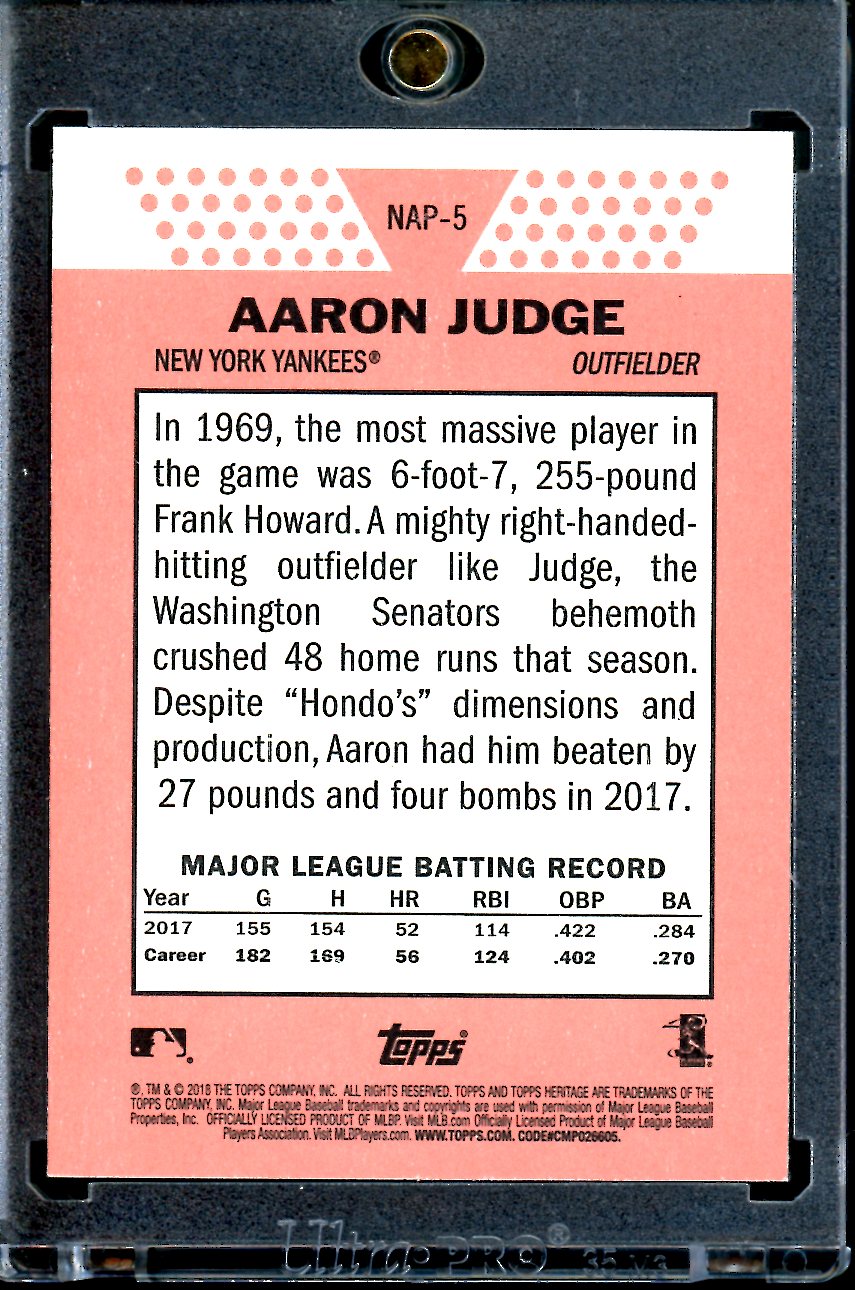 NAP-5
AARON JUDGE
NEW YORK YANKEES® OUTFIELDER
In 1969, the most massive player in
the game was 6-foot-7, 255-pound
Frank Howard. A mighty right-handed-
hitting outfielder like Judge, the
Washington Senators behemoth
crushed 48 home runs that season.
Despite “Hondo’s” dimensions and
production, Aaron had him beaten by
27 pounds and four bombs in 2017.
MAJOR LEAGUE BATTING RECORD
Year G H HR RBI OBP BA
2017 155 154 52 114 .422 .284
Career 182 169 56 124 .402 .270
topps®
®, TM & © 2018 THE TOPPS COMPANY, INC. ALL RIGHTS RESERVED. TOPPS AND TOPPS HERITAGE ARE TRADEMARKS OF THE
TOPPS COMPANY, INC. Major League Baseball trademarks and copyrights are used with permission of Major League Baseball
Properties, Inc. OFFICIALLY LICENSED PRODUCT OF MLBP. Visit MLB.com Officially Licensed Product of Major League Baseball
Players Association. Visit MLBPlayers.com. WWW.TOPPS.COM. CODE#CMP026605.
Ultra·PRO®